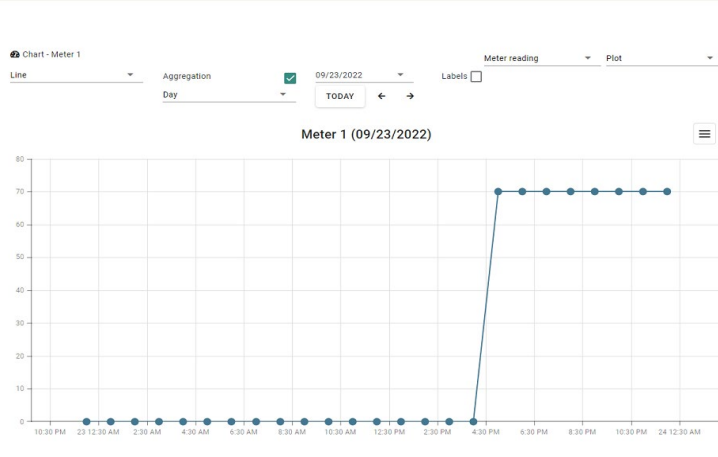 Chart - Meter 1
Meter reading
Plot
Line
Aggregation
09/23/2022
Labels
Day
TODAY
Meter 1 (09/23/2022)
80
70
60
50
40
30
20
10
0
10:30 PM 23 12:30 AM 2:30 AM 4:30 AM 6:30 AM 8:30 AM 10:30 AM 12:30 PM 2:30 PM 4:30 PM 6:30 PM 8:30 PM 10:30 PM 24 12:30 AM